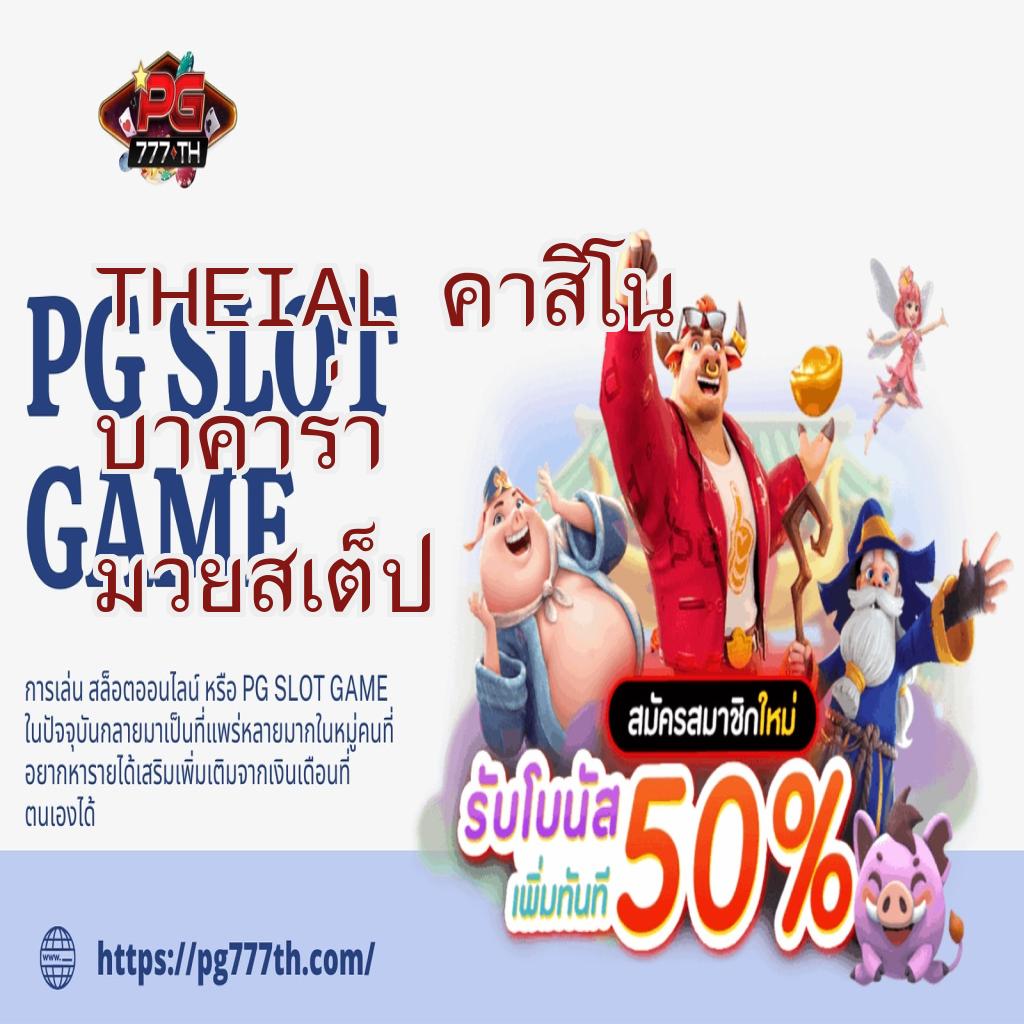 PG
777 TH
THEIAL คาสิโน
PG SLOT
บาคาร่า
GAME
มวยสเต็ป
การเล่น สล็อตออนไลน์ หรือ PG SLOT GAME
ในปัจจุบันกลายมาเป็นที่แพร่หลายมากในหมู่คนที่
อยากหารายได้เสริมเพิ่มเติมจากเงินเดือนที่
ตนเองได้
สมัครสมาชิกใหม่
รับโบนัส
เพิ่มทันที
50%
www.
https://pg777th.com/